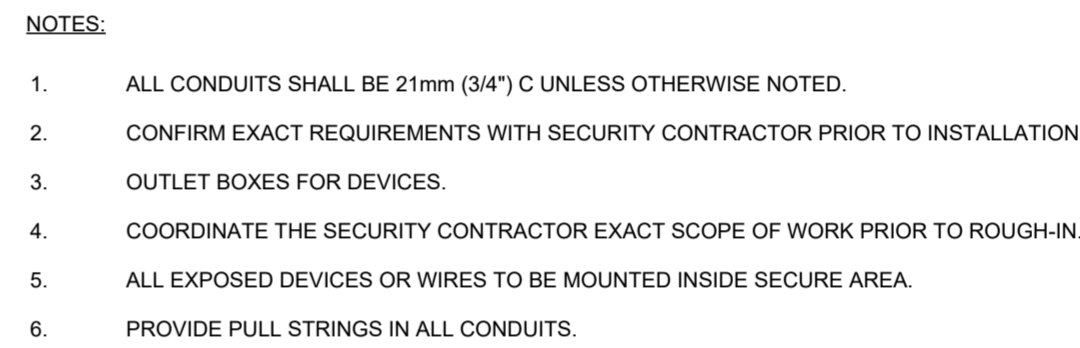 NOTES:
1. ALL CONDUITS SHALL BE 21mm (3/4") C UNLESS OTHERWISE NOTED.
2. CONFIRM EXACT REQUIREMENTS WITH SECURITY CONTRACTOR PRIOR TO INSTALLATION
3. OUTLET BOXES FOR DEVICES.
4. COORDINATE THE SECURITY CONTRACTOR EXACT SCOPE OF WORK PRIOR TO ROUGH-IN.
5. ALL EXPOSED DEVICES OR WIRES TO BE MOUNTED INSIDE SECURE AREA.
6. PROVIDE PULL STRINGS IN ALL CONDUITS.